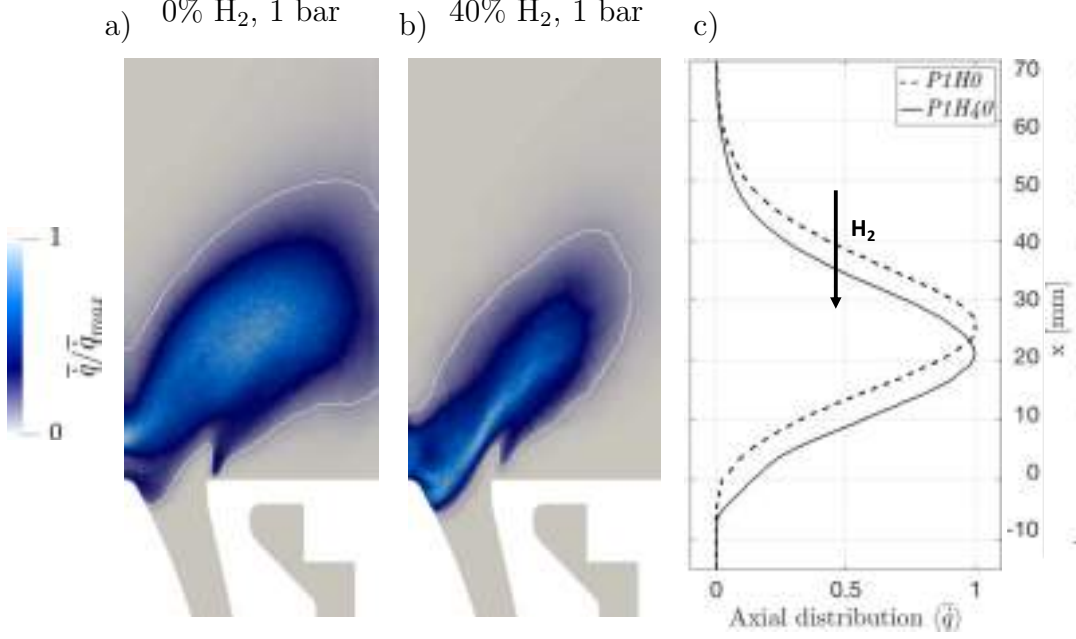 a) 0% H₂, 1 bar
b) 40% H₂, 1 bar
c)
P1H0
P1H40
H₂
1
0
q̇̅/q̇̅max
70
60
50
40
30
20
10
0
-10
x [mm]
0 0.5 1
Axial distribution ⟨q̇̅⟩